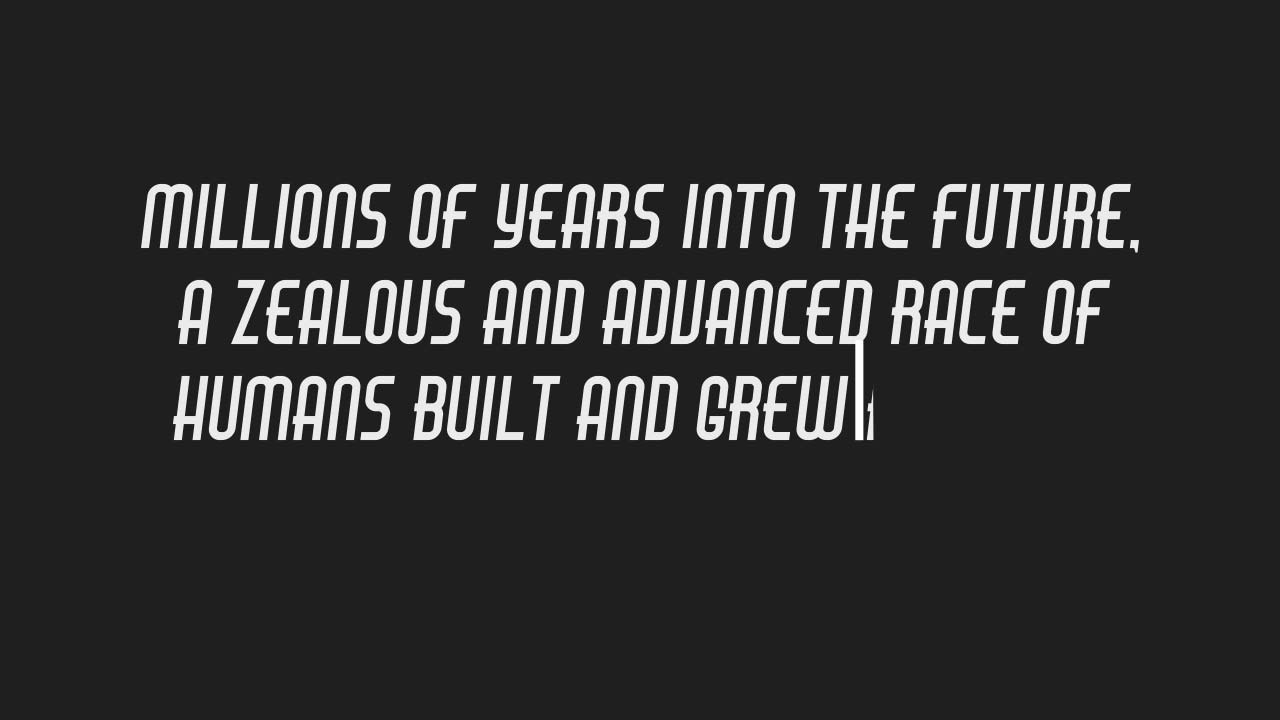 MILLIONS OF YEARS INTO THE FUTURE,
A ZEALOUS AND ADVANCED RACE OF
HUMANS BUILT AND GREW